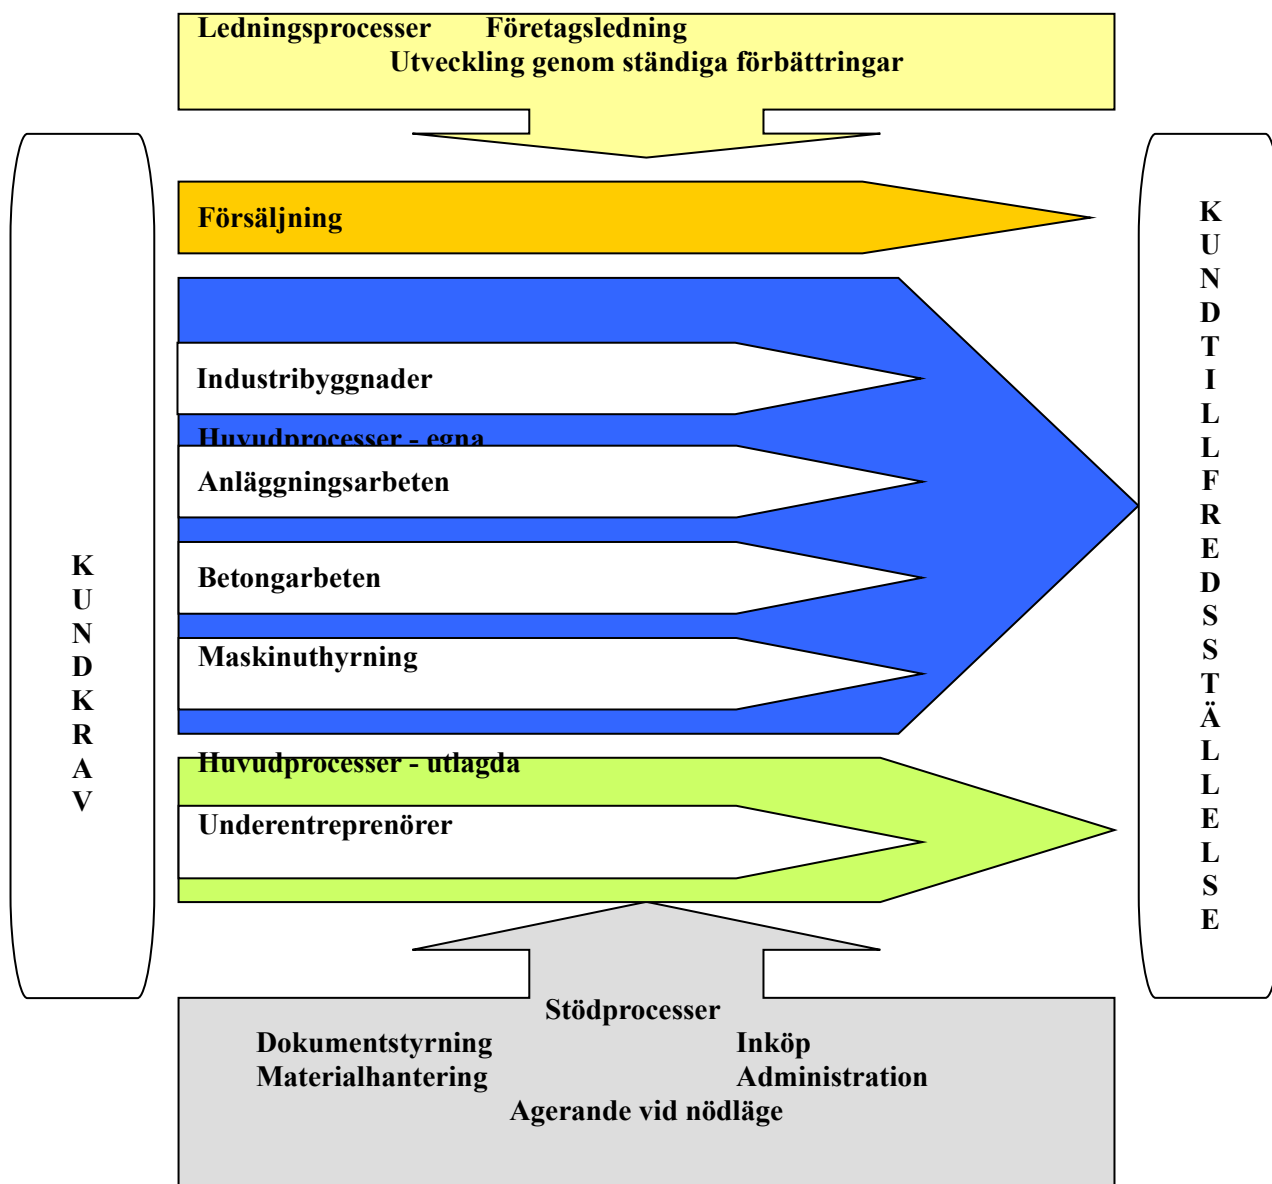 Ledningsprocesser Företagsledning
Utveckling genom ständiga förbättringar
Försäljning
Industribyggnader
Huvudprocesser - egna
Anläggningsarbeten
Betongarbeten
Maskinuthyrning
Huvudprocesser - utlagda
Underentreprenörer
Stödprocesser
Dokumentstyrning Inköp
Materialhantering Administration
Agerande vid nödläge
K
U
N
D
K
R
A
V
K
U
N
D
T
I
L
L
F
R
E
D
S
S
T
Ä
L
L
E
L
S
E